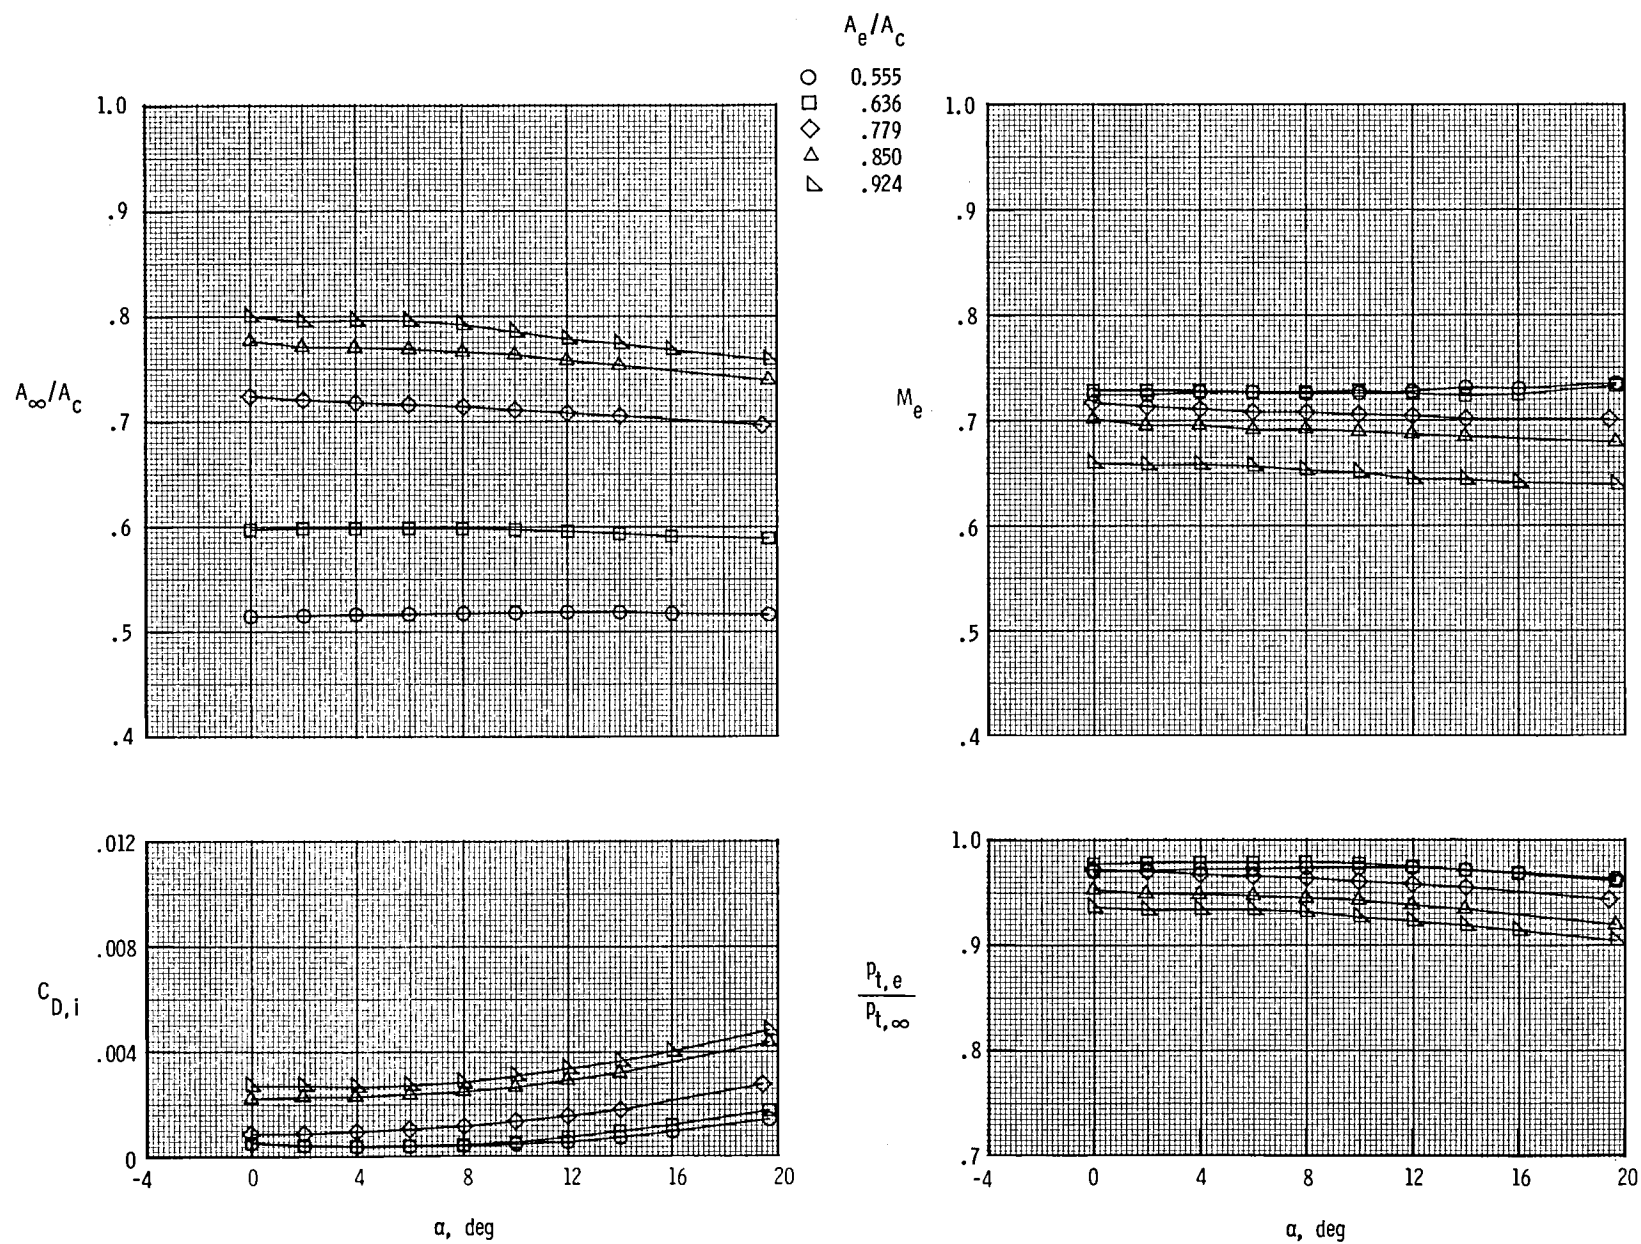 A_e/A_c
0.555
.636
.779
.850
.924
1.0
.9
.8
A_∞/A_c
.7
.6
.5
.4
1.0
.9
.8
M_e
.7
.6
.5
.4
.012
.008
C_D,i
.004
0
-4 0 4 8 12 16 20
α, deg
1.0
.9
p_t,e
p_t,∞
.8
.7
-4 0 4 8 12 16 20
α, deg